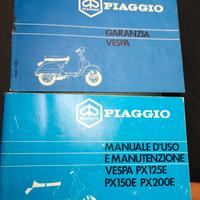 PIAGGIO
GARANZIA
VESPA
PIAGGIO
MANUALE D'USO
E MANUTENZIONE
VESPA PX125E
PX150E PX200E